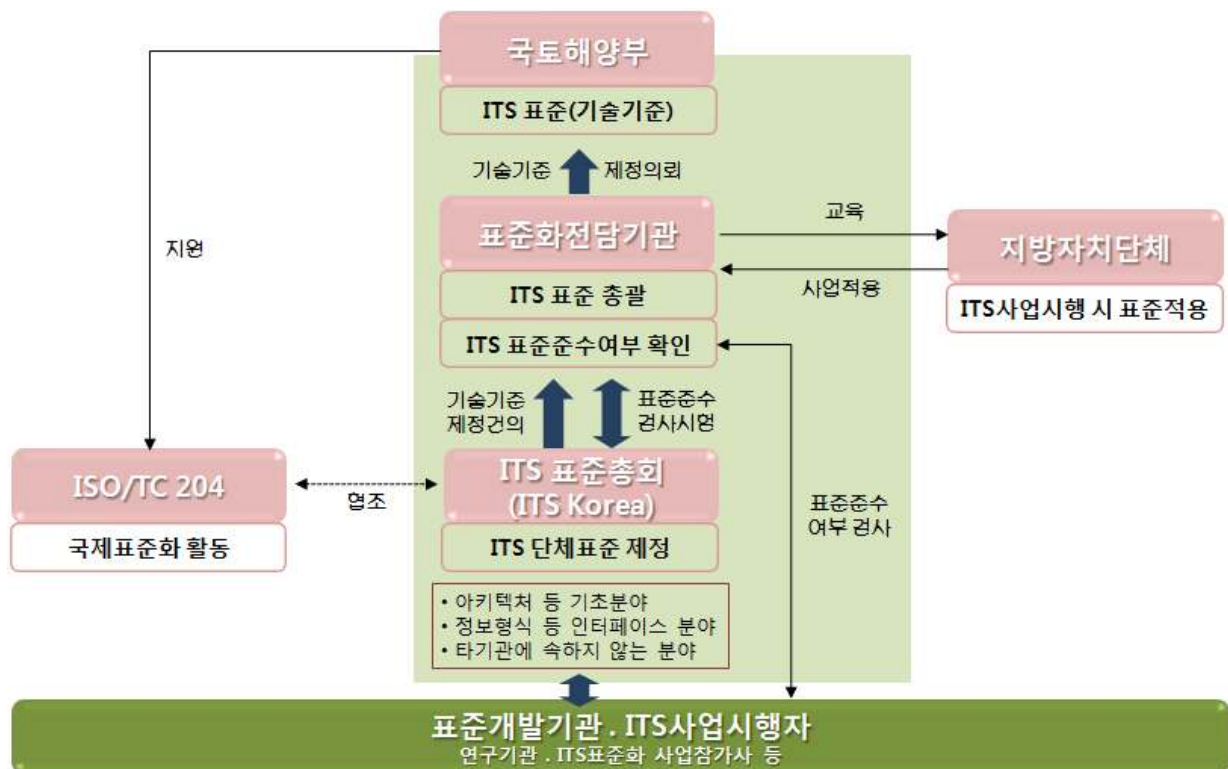 국토해양부
ITS 표준(기술기준)
기술기준 제정의뢰
표준화전담기관
ITS 표준 총괄
ITS 표준준수여부 확인
교육
사업적용
지방자치단체
ITS사업시행 시 표준적용
지원
기술기준
제정건의
표준준수
검사시험
ISO/TC 204
국제표준화 활동
협조
ITS 표준총회
(ITS Korea)
ITS 단체표준 제정
표준준수
여부 검사
• 아키텍처 등 기초분야
• 정보형식 등 인터페이스 분야
• 타기관에 속하지 않는 분야
표준개발기관 . ITS사업시행자
연구기관 . ITS표준화 사업참가사 등